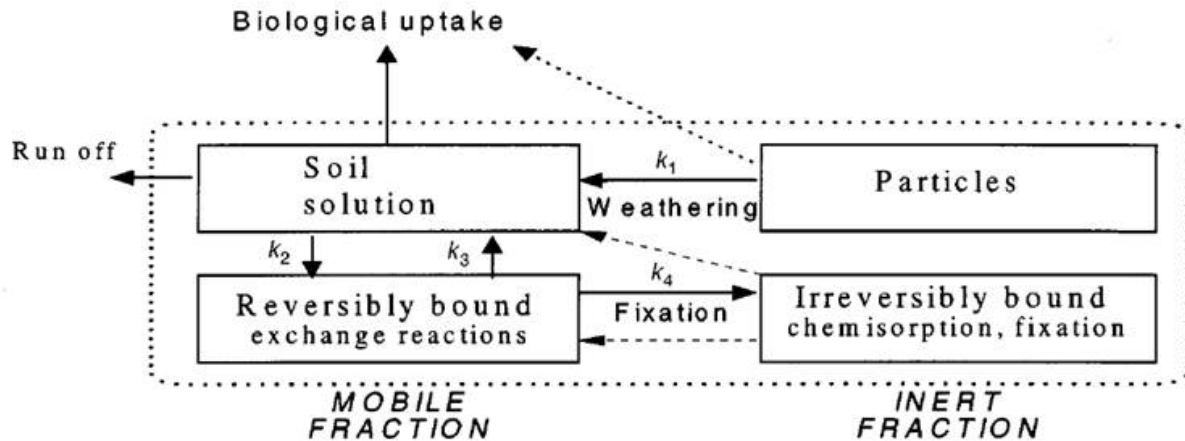 Biological uptake
Run off
Soil
solution
k1
Weathering
Particles
k2
k3
Reversibly bound
exchange reactions
k4
Fixation
Irreversibly bound
chemisorption, fixation
MOBILE
FRACTION
INERT
FRACTION